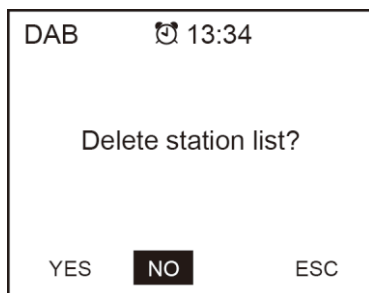 DAB 13:34
Delete station list?
YES NO ESC